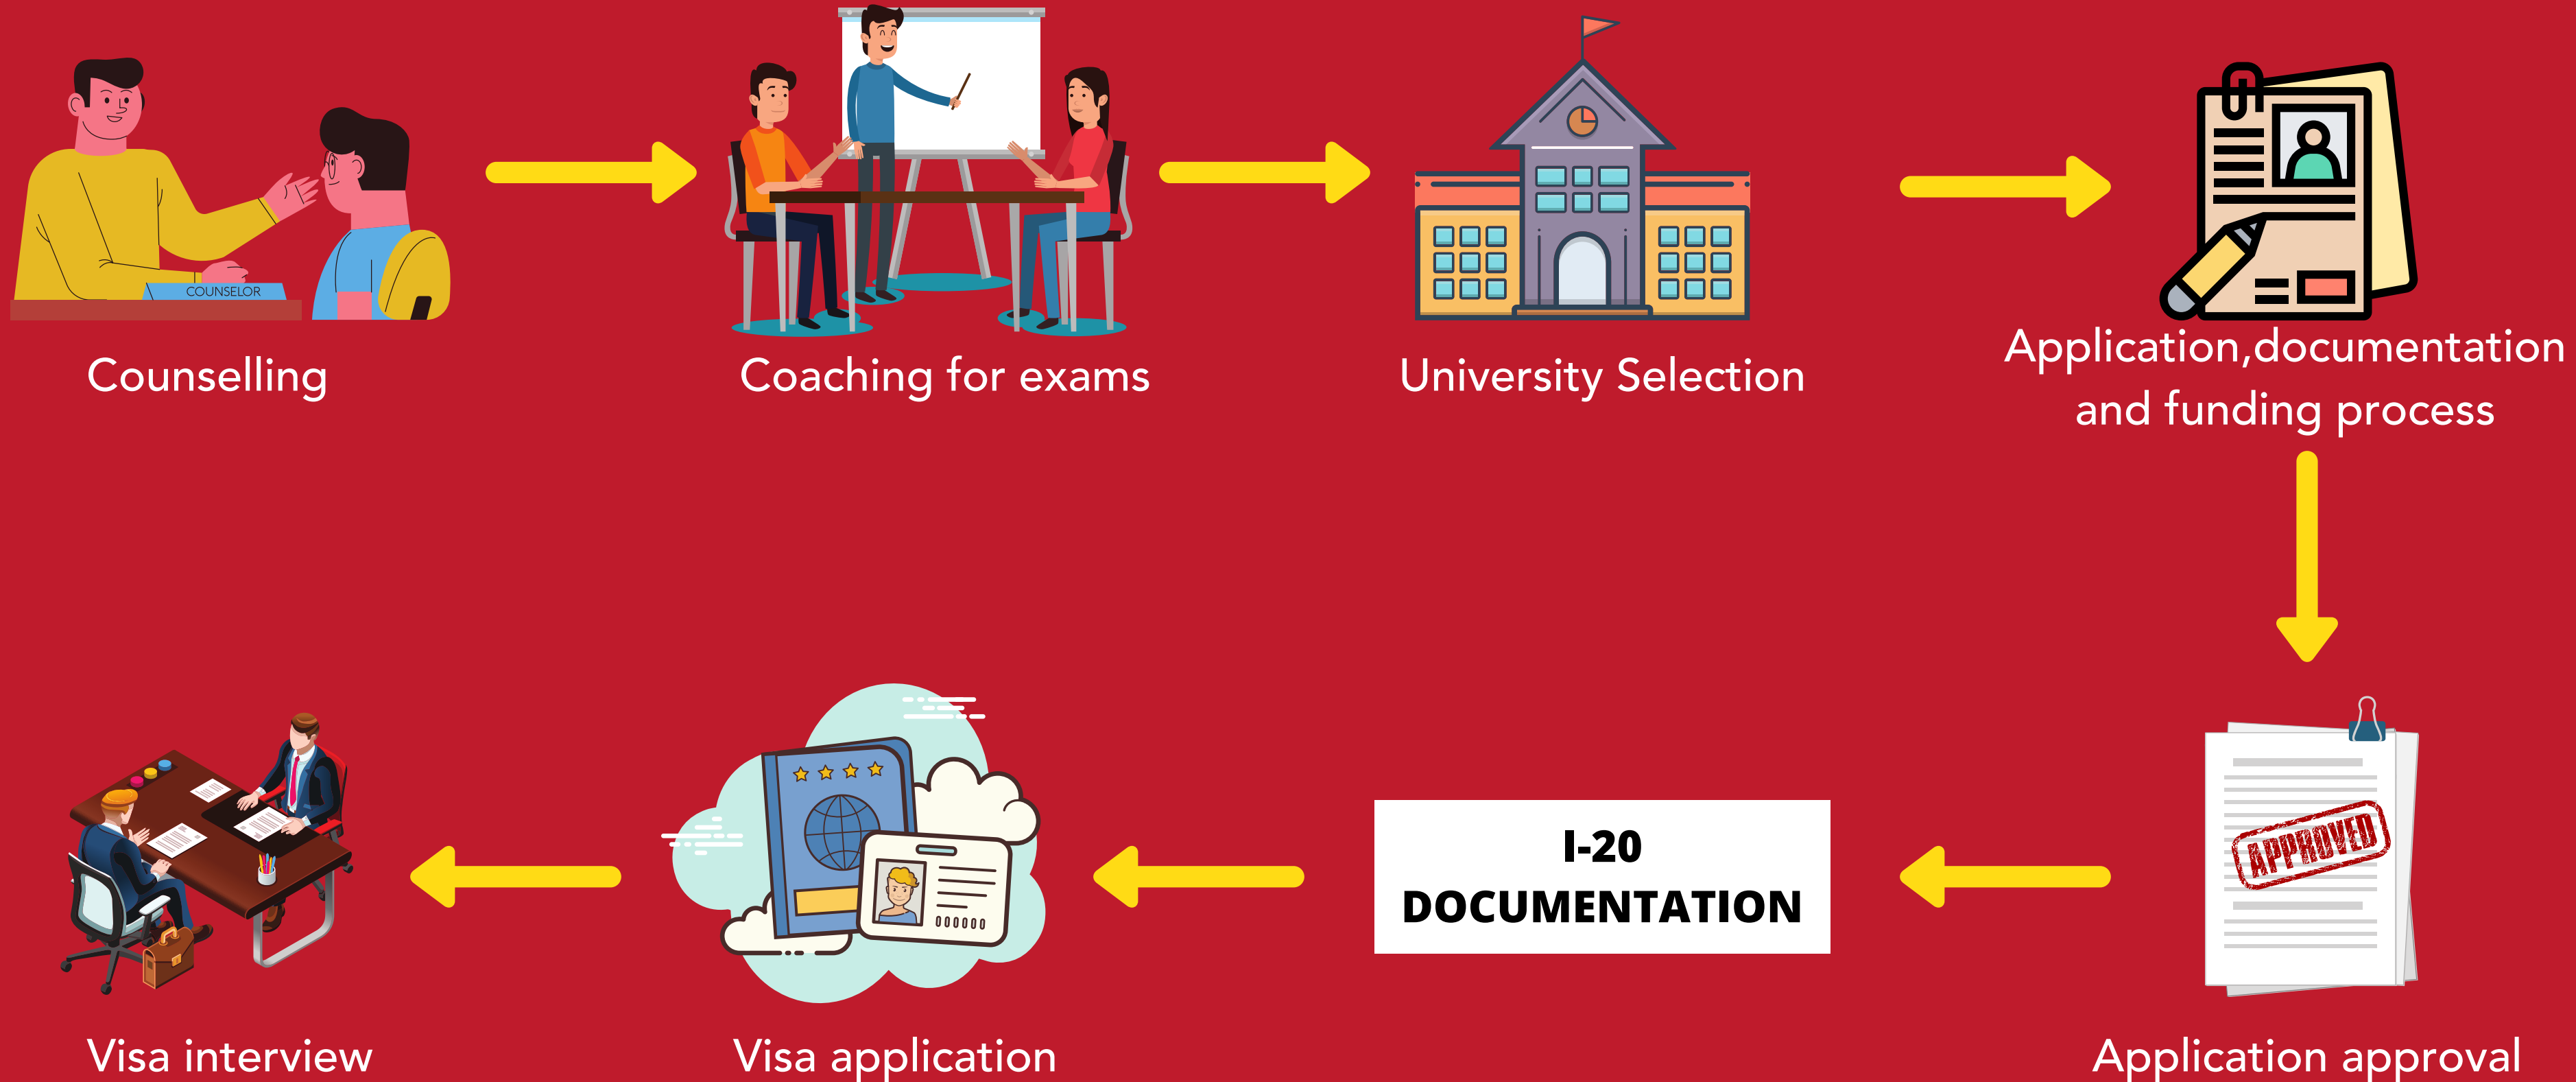 COUNSELOR
Counselling
Coaching for exams
University Selection
Application,documentation
and funding process
APPROVED
Application approval
I-20
DOCUMENTATION
Visa application
Visa interview